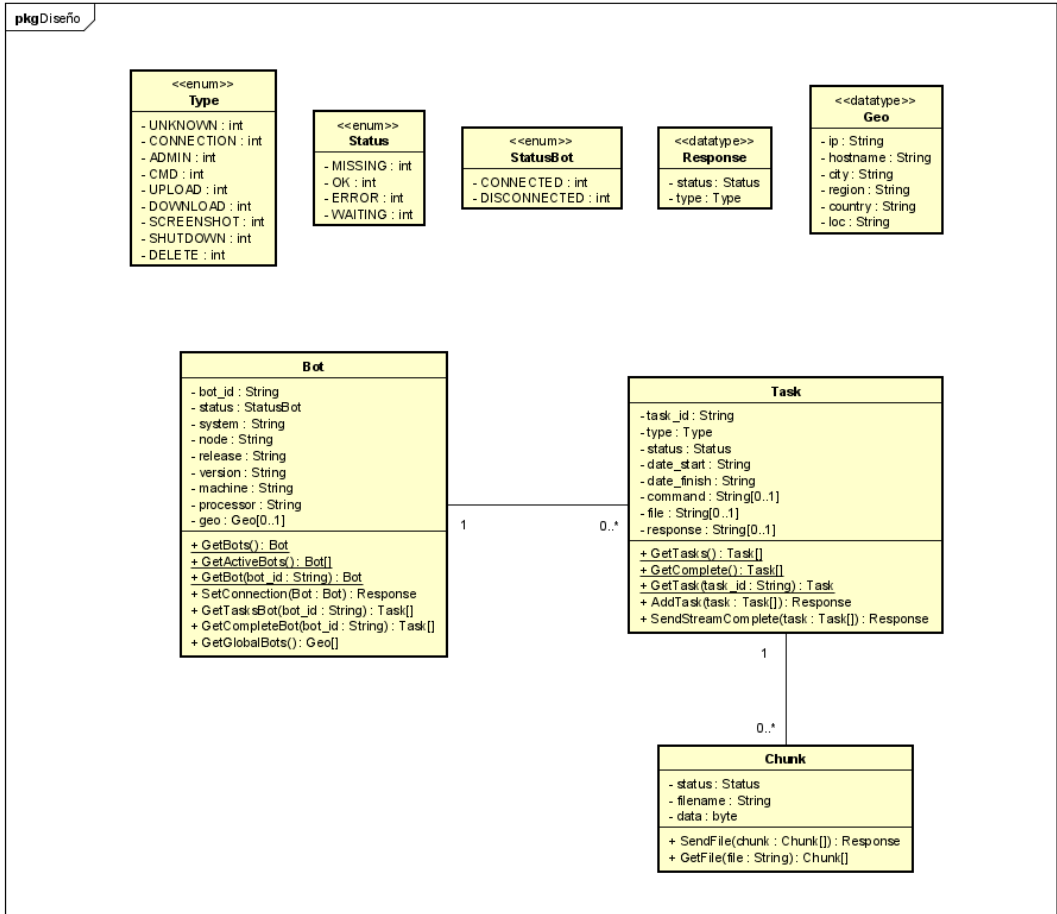 pkg Diseño
<<enum>>
Type
- UNKNOWN : int
- CONNECTION : int
- ADMIN : int
- CMD : int
- UPLOAD : int
- DOWNLOAD : int
- SCREENSHOT : int
- SHUTDOWN : int
- DELETE : int
<<enum>>
Status
- MISSING : int
- OK : int
- ERROR : int
- WAITING : int
<<enum>>
StatusBot
- CONNECTED : int
- DISCONNECTED : int
<<datatype>>
Response
- status : Status
- type : Type
<<datatype>>
Geo
- ip : String
- hostname : String
- city : String
- region : String
- country : String
- loc : String
Bot
- bot_id : String
- status : StatusBot
- system : String
- node : String
- release : String
- version : String
- machine : String
- processor : String
- geo : Geo[0..1]
+ GetBots() : Bot
+ GetActiveBots() : Bot[]
+ GetBot(bot_id : String) : Bot
+ SetConnection(Bot : Bot) : Response
+ GetTasksBot(bot_id : String) : Task[]
+ GetCompleteBot(bot_id : String) : Task[]
+ GetGlobalBots() : Geo[]
1
0..*
Task
- task_id : String
- type : Type
- status : Status
- date_start : String
- date_finish : String
- command : String[0..1]
- file : String[0..1]
- response : String[0..1]
+ GetTasks() : Task[]
+ GetComplete() : Task[]
+ GetTask(task_id : String) : Task
+ AddTask(task : Task[]) : Response
+ SendStreamComplete(task : Task[]) : Response
1
0..*
Chunk
- status : Status
- filename : String
- data : byte
+ SendFile(chunk : Chunk[]) : Response
+ GetFile(file : String) : Chunk[]